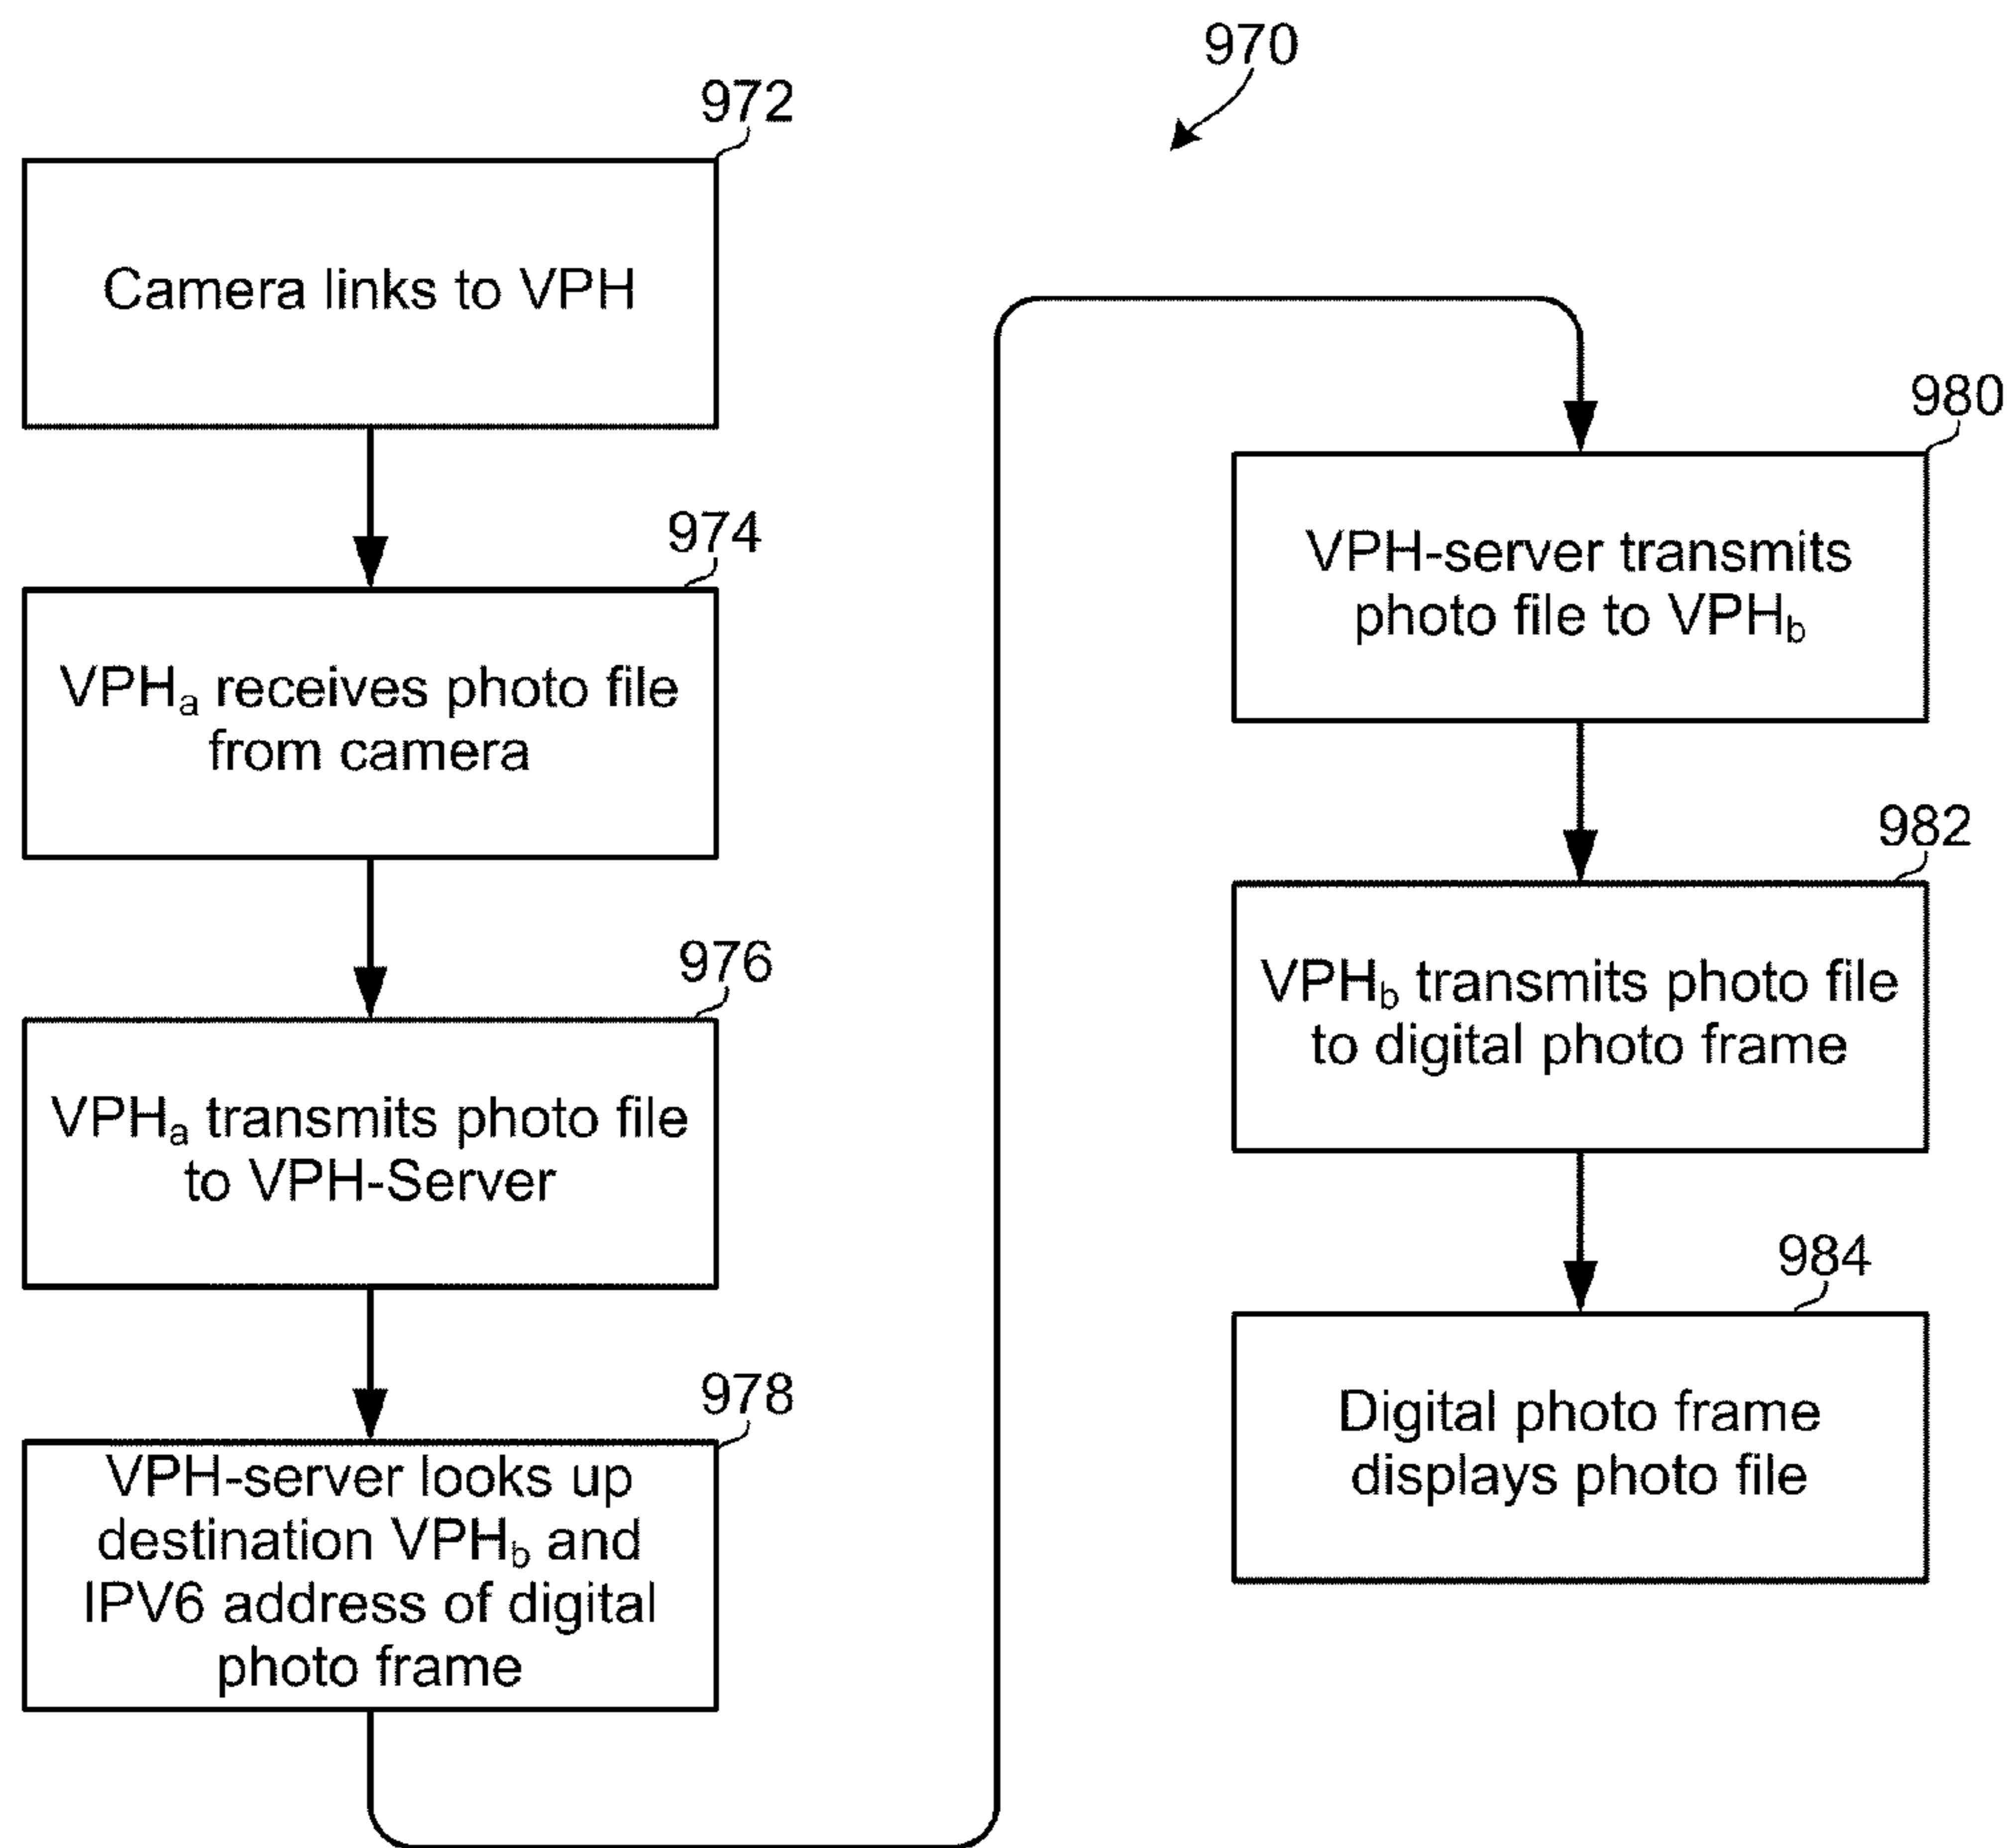 970
972
Camera links to VPH
974
VPHa receives photo file
from camera
976
VPHa transmits photo file
to VPH-Server
978
VPH-server looks up
destination VPHb and
IPV6 address of digital
photo frame
980
VPH-server transmits
photo file to VPHb
982
VPHb transmits photo file
to digital photo frame
984
Digital photo frame
displays photo file